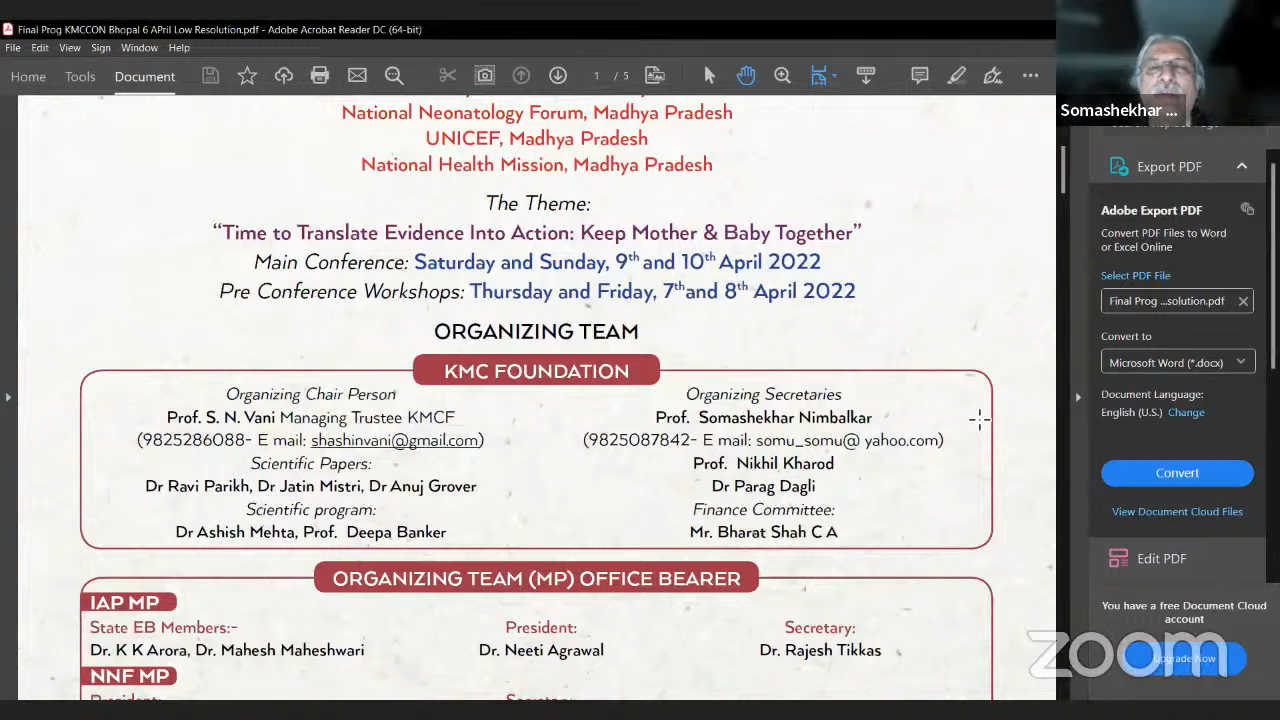 Final Prog KMCCON Bhopal 6 APril Low Resolution.pdf - Adobe Acrobat Reader DC (64-bit)
File Edit View Sign Window Help
Home Tools Document 1 / 5
Somashekhar ...
National Neonatology Forum, Madhya Pradesh
UNICEF, Madhya Pradesh
National Health Mission, Madhya Pradesh
The Theme:
“Time to Translate Evidence Into Action: Keep Mother & Baby Together”
Main Conference: Saturday and Sunday, 9th and 10th April 2022
Pre Conference Workshops: Thursday and Friday, 7th and 8th April 2022
ORGANIZING TEAM
KMC FOUNDATION
Organizing Chair Person
Prof. S. N. Vani Managing Trustee KMCF
(9825286088- E mail: shashinvani@gmail.com)
Scientific Papers:
Dr Ravi Parikh, Dr Jatin Mistri, Dr Anuj Grover
Scientific program:
Dr Ashish Mehta, Prof. Deepa Banker
Organizing Secretaries
Prof. Somashekhar Nimbalkar
(9825087842- E mail: somu_somu@ yahoo.com)
Prof. Nikhil Kharod
Dr Parag Dagli
Finance Committee:
Mr. Bharat Shah C A
ORGANIZING TEAM (MP) OFFICE BEARER
IAP MP
State EB Members:-
Dr. K K Arora, Dr. Mahesh Maheshwari
President:
Dr. Neeti Agrawal
Secretary:
Dr. Rajesh Tikkas
NNF MP
Export PDF
Adobe Export PDF
Convert PDF Files to Word
or Excel Online
Select PDF File
Final Prog ...solution.pdf
Convert to
Microsoft Word (*.docx)
Document Language:
English (U.S.) Change
Convert
View Document Cloud Files
Edit PDF
You have a free Document Cloud
account
Upgrade Now
zoom